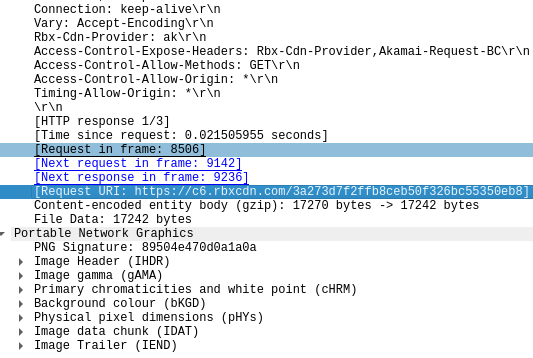 Connection: keep-alive\r\n
Vary: Accept-Encoding\r\n
Rbx-Cdn-Provider: ak\r\n
Access-Control-Expose-Headers: Rbx-Cdn-Provider,Akamai-Request-BC\r\n
Access-Control-Allow-Methods: GET\r\n
Access-Control-Allow-Origin: *\r\n
Timing-Allow-Origin: *\r\n
\r\n
[HTTP response 1/3]
[Time since request: 0.021505955 seconds]
[Request in frame: 8506]
[Next request in frame: 9142]
[Next response in frame: 9236]
[Request URI: https://c6.rbxcdn.com/3a273d7f2ffb8ceb50f326bc55350eb8]
Content-encoded entity body (gzip): 17270 bytes -> 17242 bytes
File Data: 17242 bytes
Portable Network Graphics
PNG Signature: 89504e470d0a1a0a
Image Header (IHDR)
Image gamma (gAMA)
Primary chromaticities and white point (cHRM)
Background colour (bKGD)
Physical pixel dimensions (pHYs)
Image data chunk (IDAT)
Image Trailer (IEND)